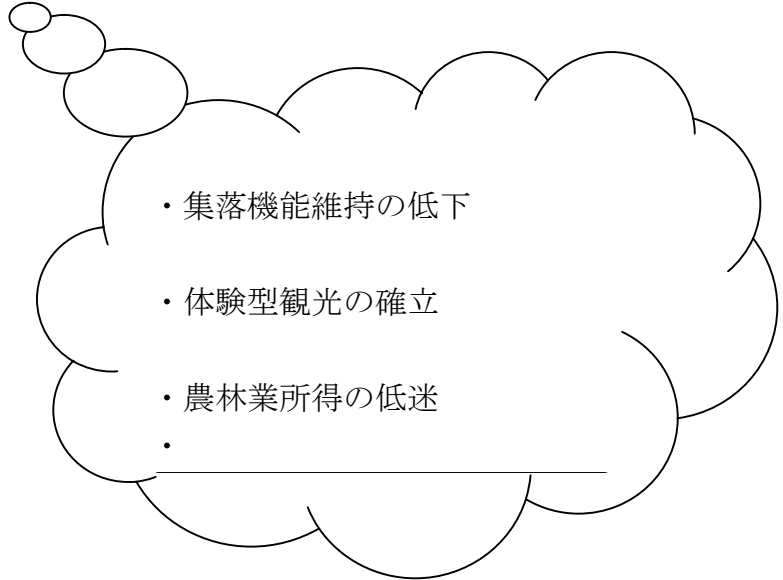 ・集落機能維持の低下
・体験型観光の確立
・農林業所得の低迷
・